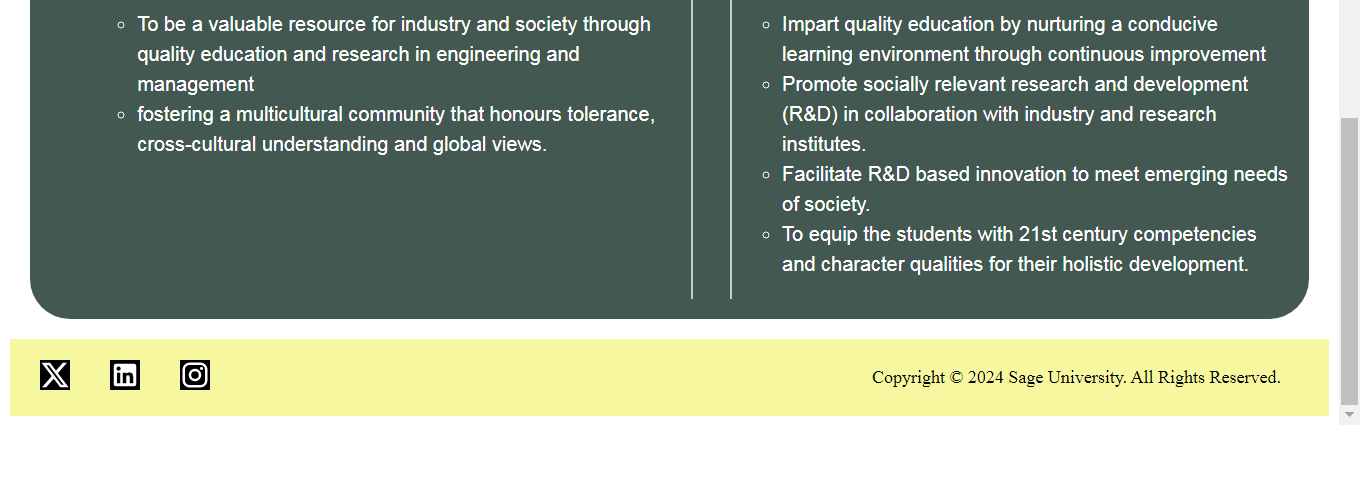 To be a valuable resource for industry and society through
quality education and research in engineering and
management
fostering a multicultural community that honours tolerance,
cross-cultural understanding and global views.
Impart quality education by nurturing a conducive
learning environment through continuous improvement
Promote socially relevant research and development
(R&D) in collaboration with industry and research
institutes.
Facilitate R&D based innovation to meet emerging needs
of society.
To equip the students with 21st century competencies
and character qualities for their holistic development.
Copyright © 2024 Sage University. All Rights Reserved.